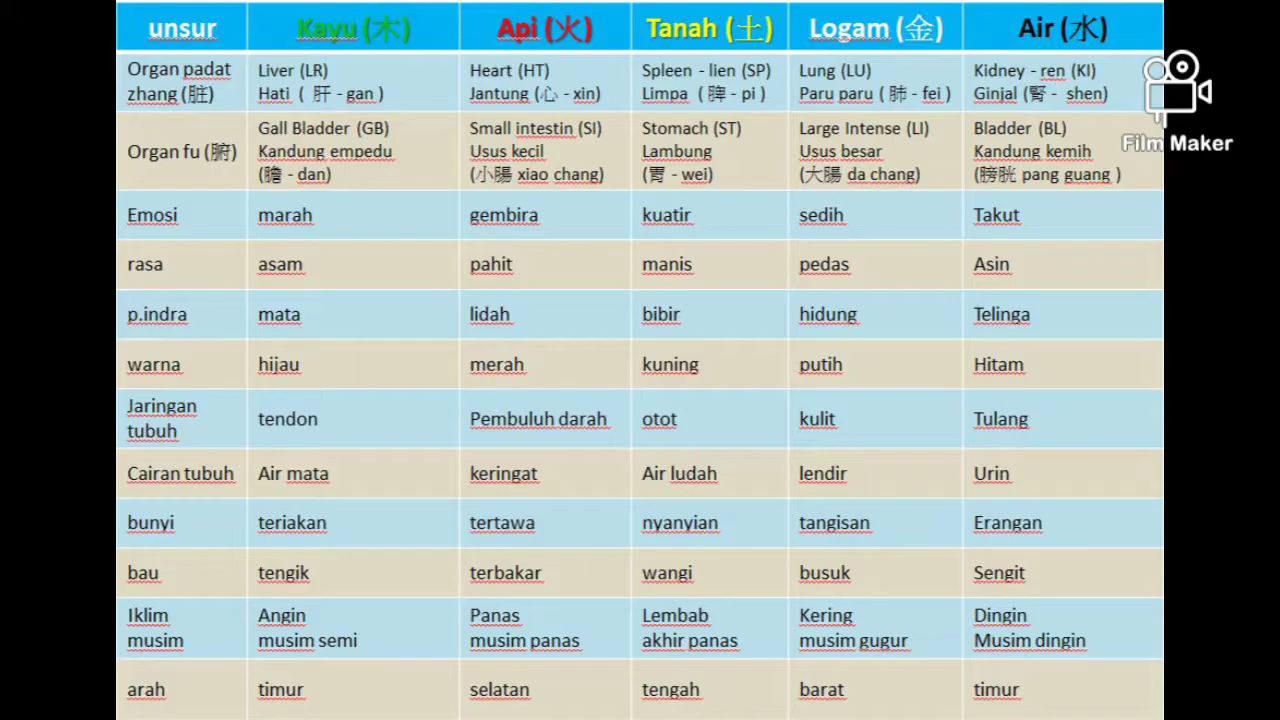 unsur Kayu (木) Api (火) Tanah (土) Logam (金) Air (水)
Organ padat zhang (脏) Liver (LR) Hati ( 肝 - gan ) Heart (HT) Jantung (心 - xin) Spleen - lien (SP) Limpa ( 脾 - pi ) Lung (LU) Paru paru ( 肺 - fei ) Kidney - ren (KI) Ginjal (腎 - shen)
Organ fu (腑) Gall Bladder (GB) Kandung empedu (膽 - dan) Small intestin (SI) Usus kecil (小腸 xiao chang) Stomach (ST) Lambung (胃 - wei) Large Intense (LI) Usus besar (大腸 da chang) Bladder (BL) Kandung kemih (膀胱 pang guang )
Emosi marah gembira kuatir sedih Takut
rasa asam pahit manis pedas Asin
p.indra mata lidah bibir hidung Telinga
warna hijau merah kuning putih Hitam
Jaringan tubuh tendon Pembuluh darah otot kulit Tulang
Cairan tubuh Air mata keringat Air ludah lendir Urin
bunyi teriakan tertawa nyanyian tangisan Erangan
bau tengik terbakar wangi busuk Sengit
Iklim musim Angin musim semi Panas musim panas Lembab akhir panas Kering musim gugur Dingin Musim dingin
arah timur selatan tengah barat timur
Film Maker